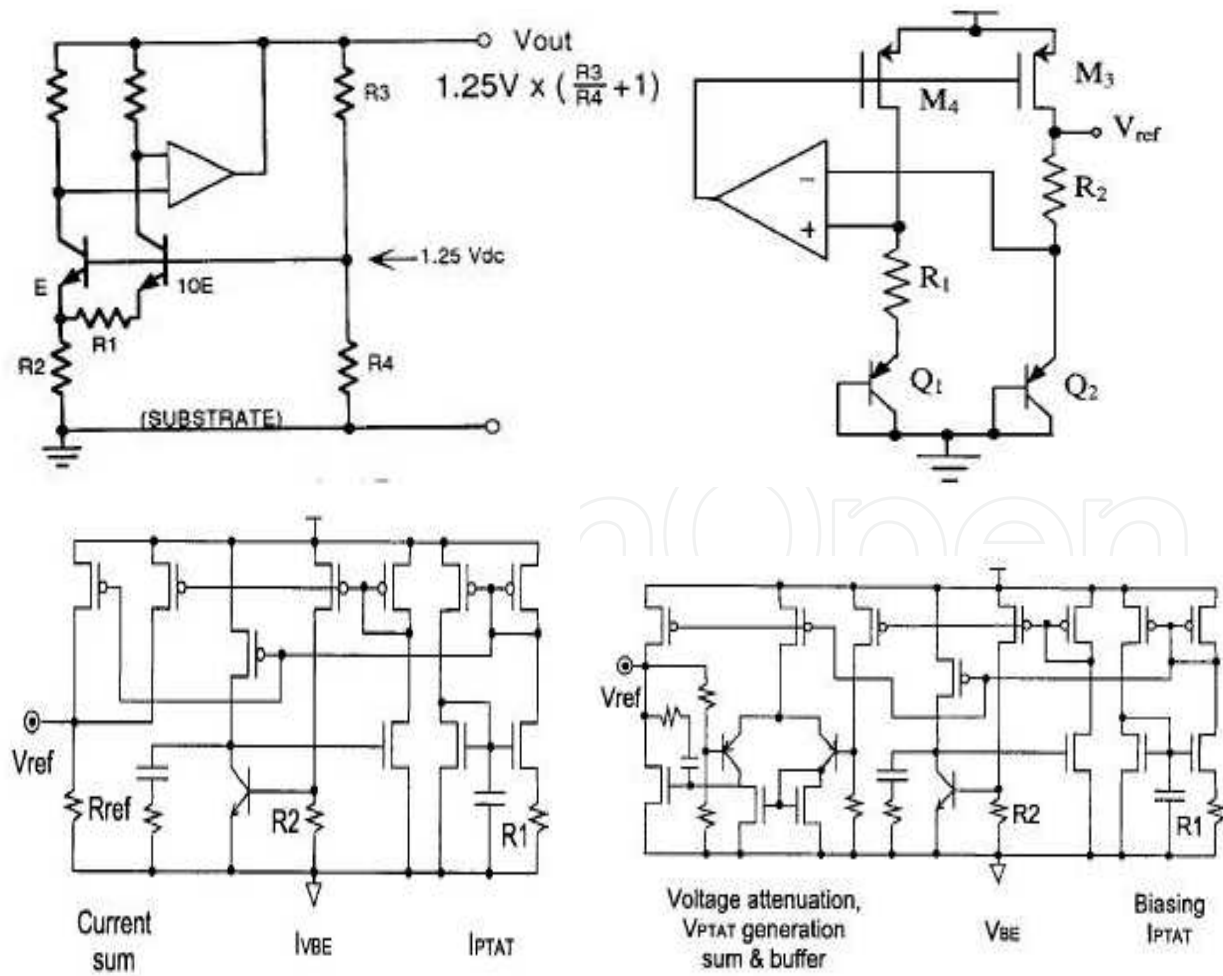 Vout
1.25V x (R3/R4 +1)
R3
1.25 Vdc
E
10E
R1
R2
R4
(SUBSTRATE)
M4
M3
Vref
−
+
R2
R1
Q1
Q2
nOpen
Vref
Rref
R2
R1
Current
sum
IVBE
IPTAT
Vref
R2
R1
Voltage attenuation,
VPTAT generation
sum & buffer
VBE
Biasing
IPTAT